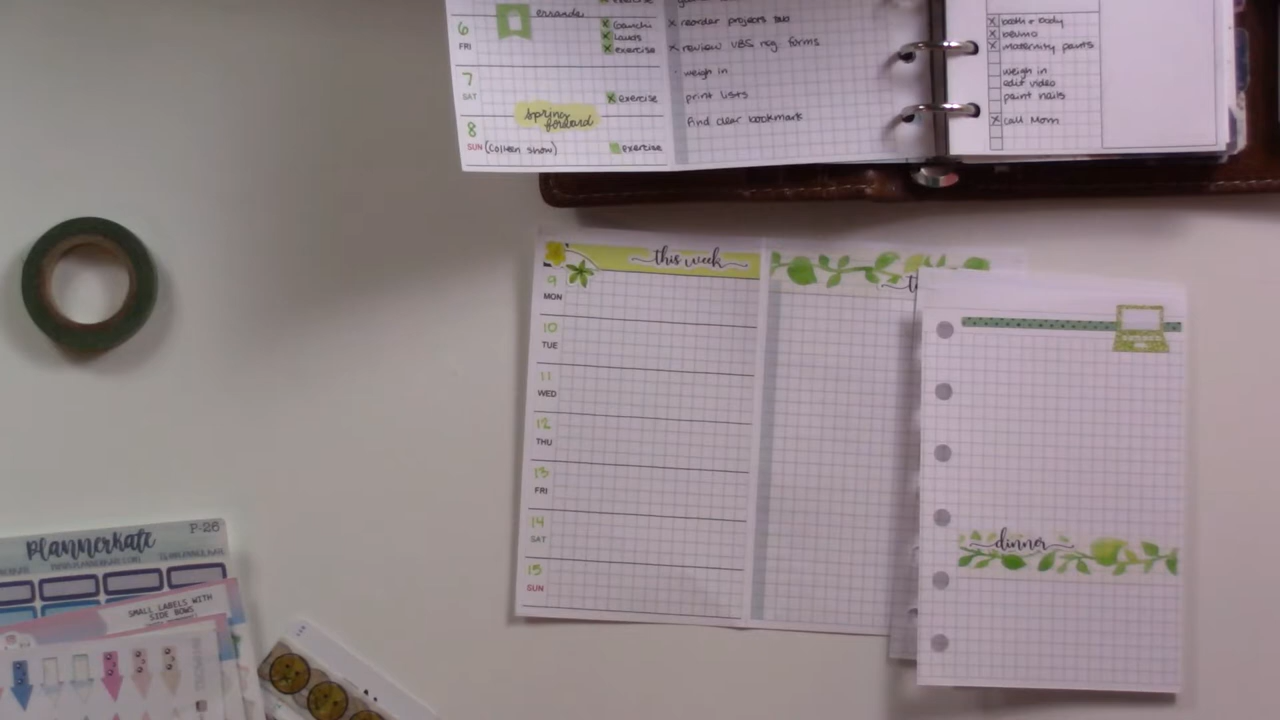 errands
6
FRI
x Gauchi
x Laura
x exercise
7
SAT
x exercise
spring
forward
8
SUN (Colleen show)
exercise
x reorder projects tab
x review VBS reg. forms
weigh in
print lists
find clear bookmark
x bath + body
x maternity pants
weigh in
edit video
paint nails
x call Mom
this week
9
MON
10
TUE
11
WED
12
THU
13
FRI
14
SAT
15
SUN
dinner
P-26
PLANNERKATE
SMALL LABELS WITH
SIDE BOWS